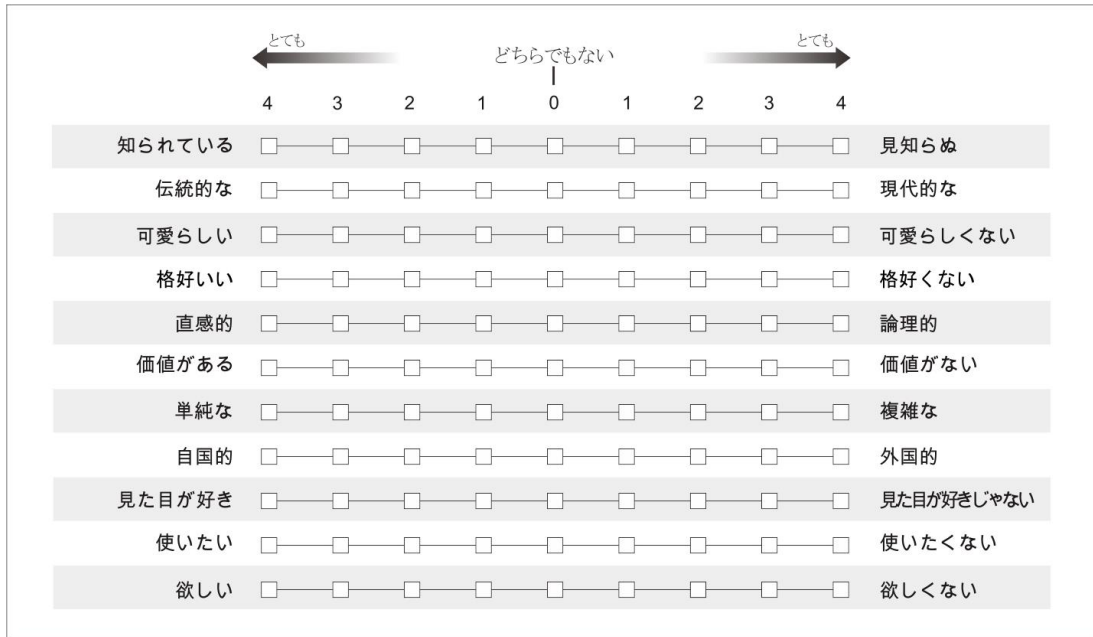 とても とても
どちらでもない
4 3 2 1 0 1 2 3 4
知られている 見知らぬ
伝統的な 現代的な
可愛らしい 可愛らしくない
格好いい 格好くない
直感的 論理的
価値がある 価値がない
単純な 複雑な
自国的 外国的
見た目が好き 見た目が好きじゃない
使いたい 使いたくない
欲しい 欲しくない